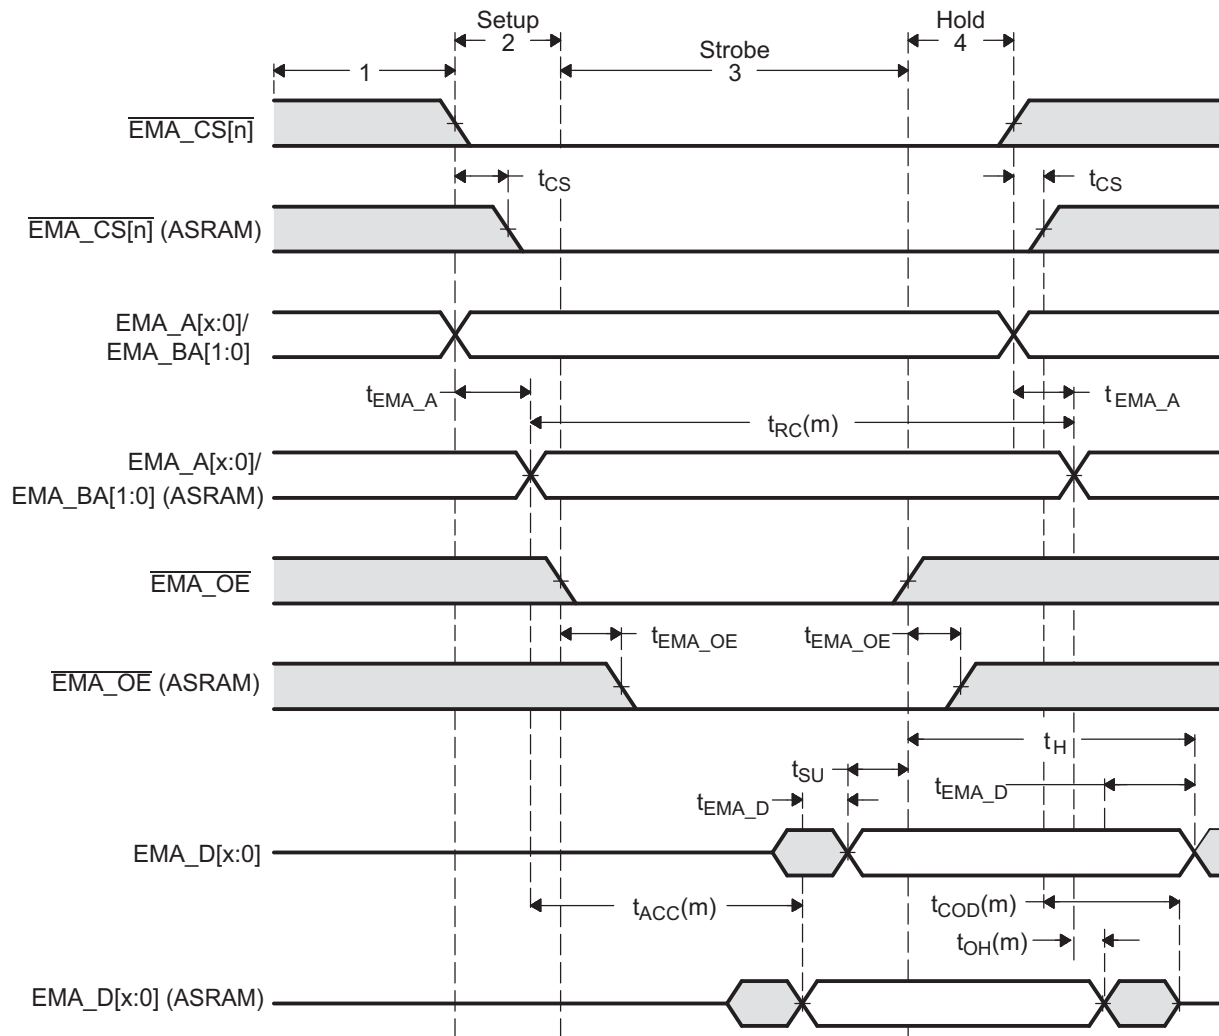 Setup
2
Hold
4
1
Strobe
3
EMA_CS[n]
tCS
tCS
EMA_CS[n] (ASRAM)
EMA_A[x:0]/
EMA_BA[1:0]
tEMA_A
tEMA_A
tRC(m)
EMA_A[x:0]/
EMA_BA[1:0] (ASRAM)
EMA_OE
tEMA_OE
tEMA_OE
EMA_OE (ASRAM)
tH
tSU
tEMA_D
tEMA_D
EMA_D[x:0]
tACC(m)
tCOD(m)
tOH(m)
EMA_D[x:0] (ASRAM)